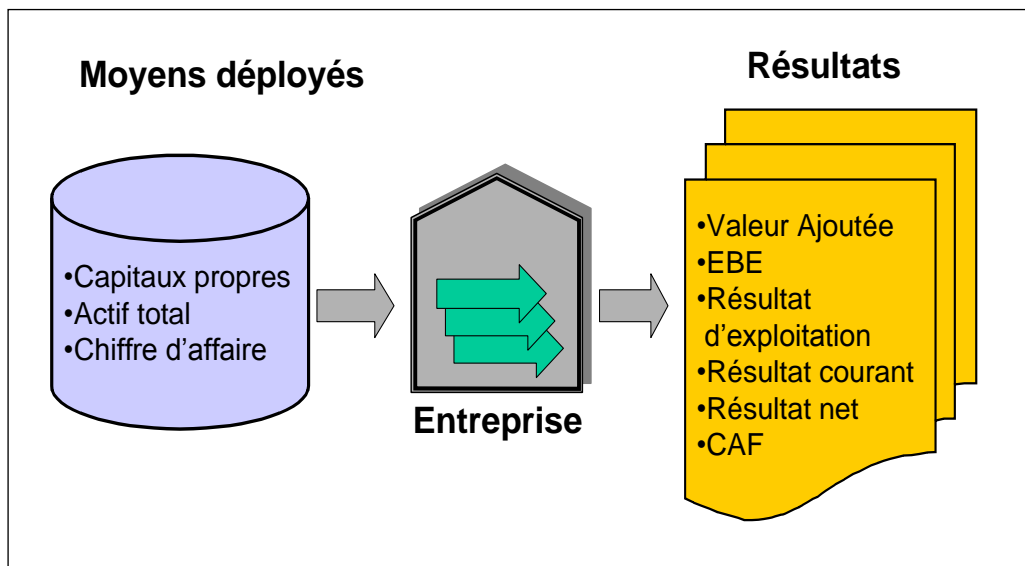 Moyens déployés
Résultats
•Capitaux propres
•Actif total
•Chiffre d'affaire
Entreprise
•Valeur Ajoutée
•EBE
•Résultat
d'exploitation
•Résultat courant
•Résultat net
•CAF